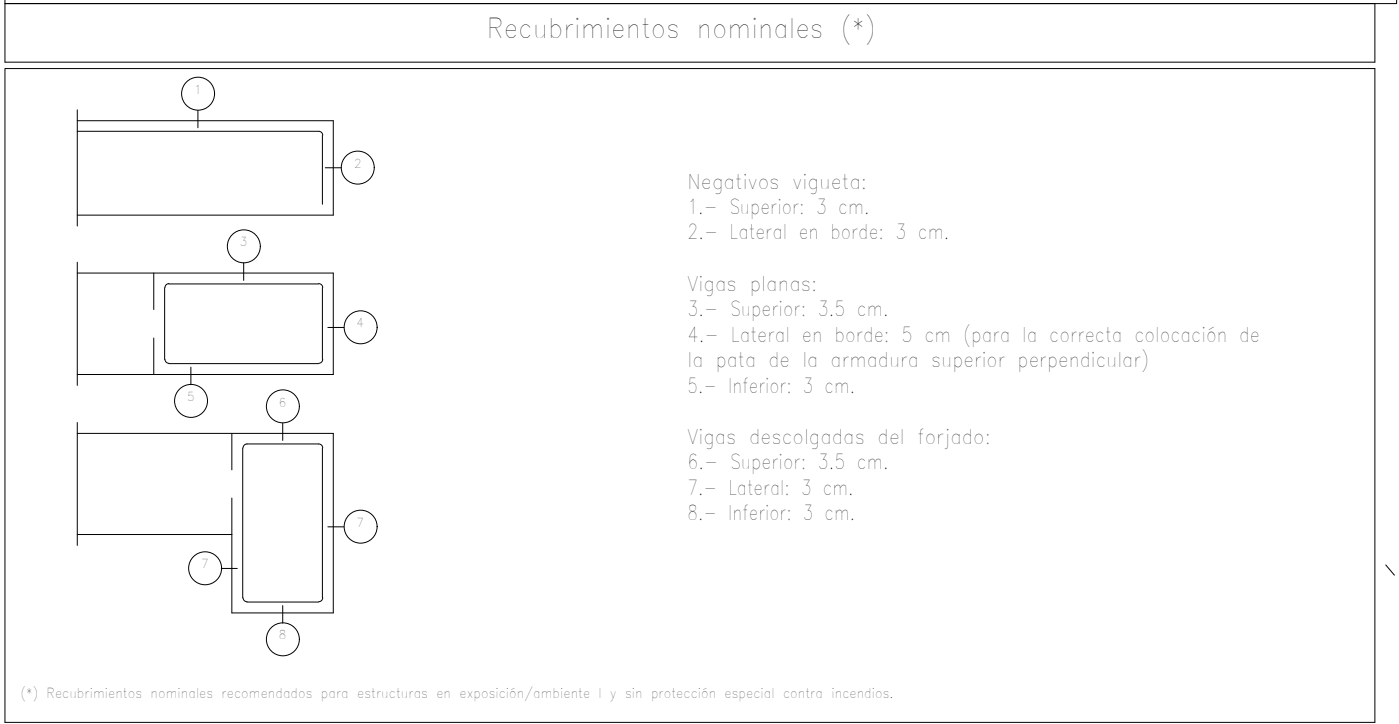 Recubrimientos nominales (*)
1
2
3
4
5
6
7
7
8
Negativos vigueta:
1.- Superior: 3 cm.
2.- Lateral en borde: 3 cm.
Vigas planas:
3.- Superior: 3.5 cm.
4.- Lateral en borde: 5 cm (para la correcta colocación de
la pata de la armadura superior perpendicular)
5.- Inferior: 3 cm.
Vigas descolgadas del forjado:
6.- Superior: 3.5 cm.
7.- Lateral: 3 cm.
8.- Inferior: 3 cm.
(*) Recubrimientos nominales recomendados para estructuras en exposición/ambiente I y sin protección especial contra incendios.